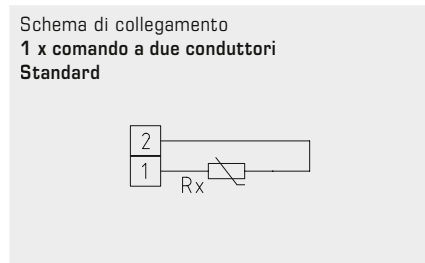 Schema di collegamento
1 x comando a due conduttori
Standard
2
1
Rx